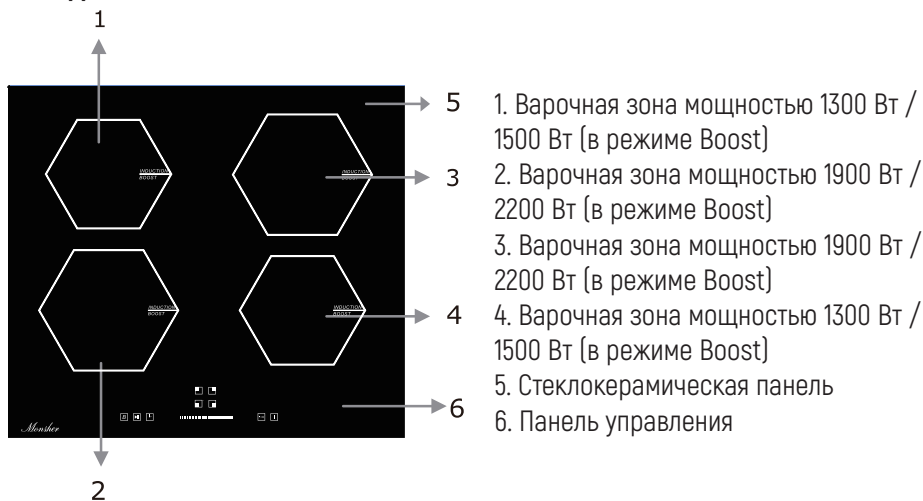 1
5
3
4
6
2
INDUCTION
BOOST
INDUCTION
BOOST
INDUCTION
BOOST
INDUCTION
BOOST
Monsher
1. Варочная зона мощностью 1300 Вт /
1500 Вт (в режиме Boost)
2. Варочная зона мощностью 1900 Вт /
2200 Вт (в режиме Boost)
3. Варочная зона мощностью 1900 Вт /
2200 Вт (в режиме Boost)
4. Варочная зона мощностью 1300 Вт /
1500 Вт (в режиме Boost)
5. Стеклокерамическая панель
6. Панель управления